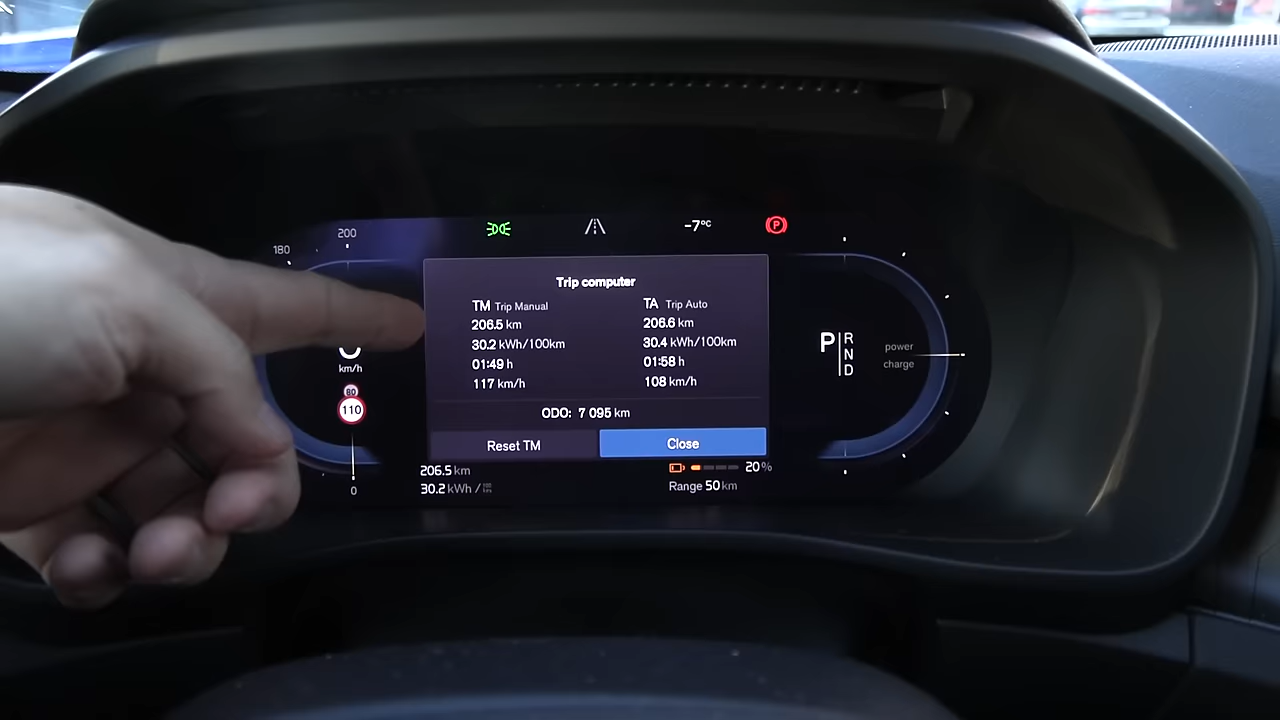 200
180
-7°C
P
Trip computer
TM Trip Manual
206.5 km
30.2 kWh/100km
01:49 h
117 km/h
TA Trip Auto
206.6 km
30.4 kWh/100km
01:58 h
108 km/h
ODO: 7 095 km
Reset TM
Close
km/h
80
110
0
P
R
N
D
power
charge
206.5 km
30.2 kWh /
20%
Range 50 km